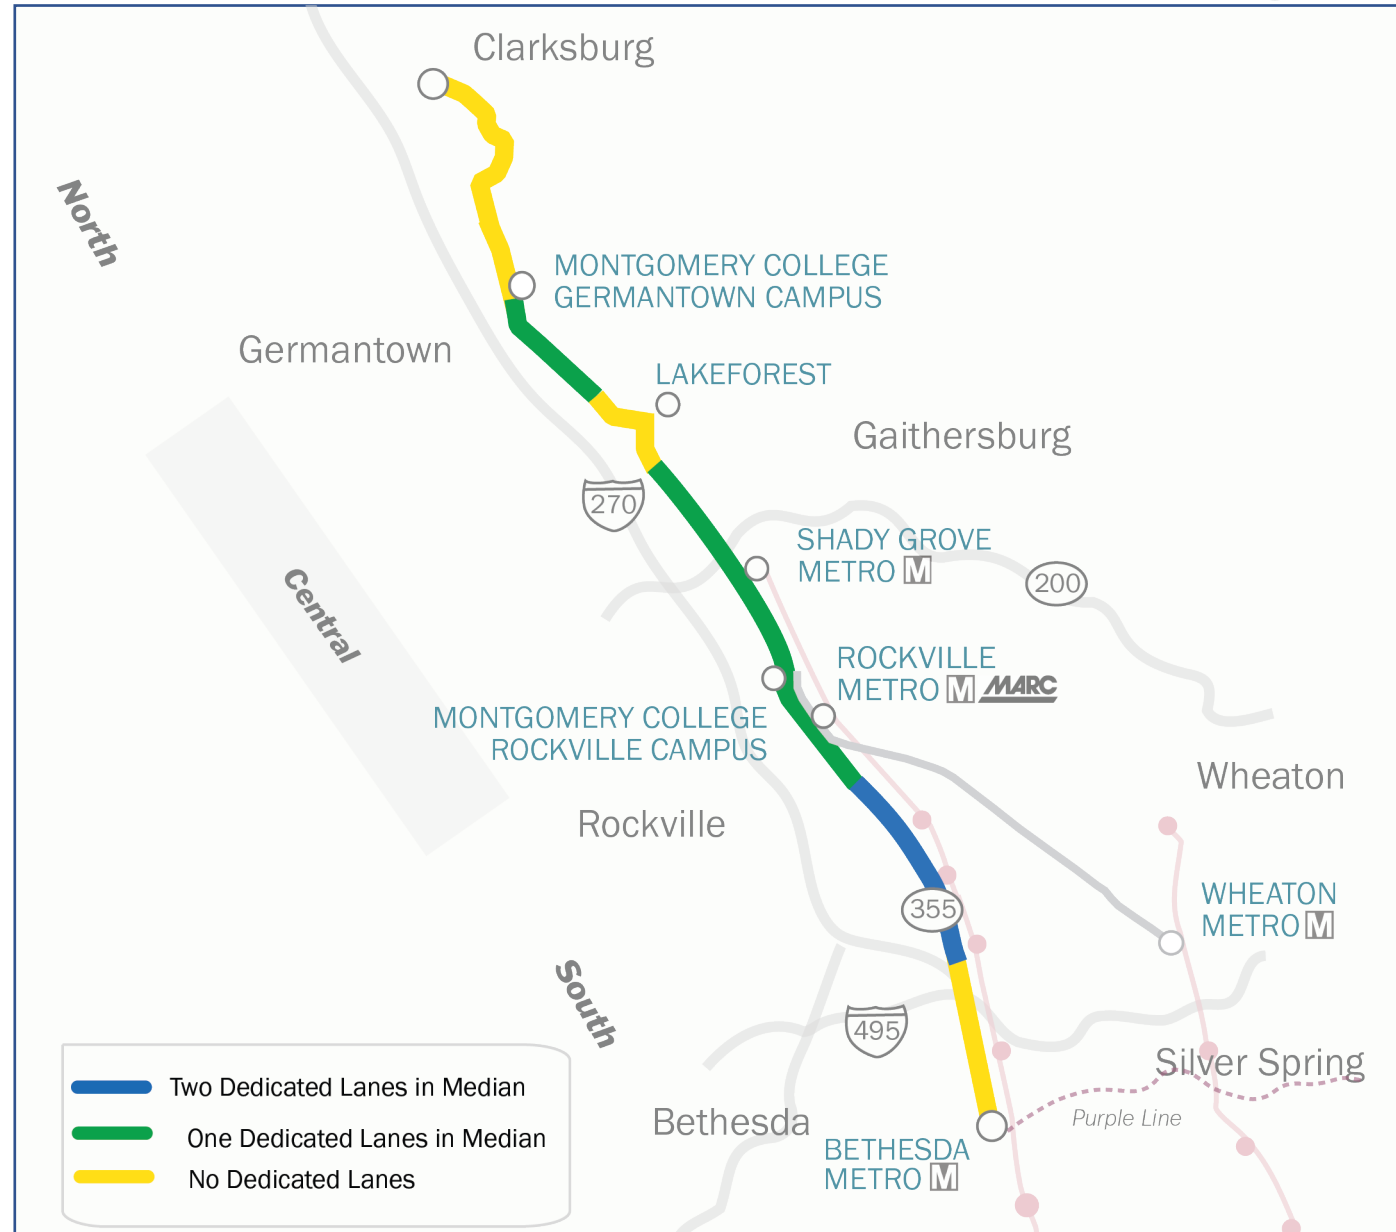 Clarksburg
North
MONTGOMERY COLLEGE
GERMANTOWN CAMPUS
Germantown
LAKEFOREST
Gaithersburg
270
SHADY GROVE
METRO M
200
Central
ROCKVILLE
METRO M MARC
MONTGOMERY COLLEGE
ROCKVILLE CAMPUS
Wheaton
Rockville
WHEATON
METRO M
355
South
495
Silver Spring
Bethesda
Purple Line
BETHESDA
METRO M
Two Dedicated Lanes in Median
One Dedicated Lanes in Median
No Dedicated Lanes